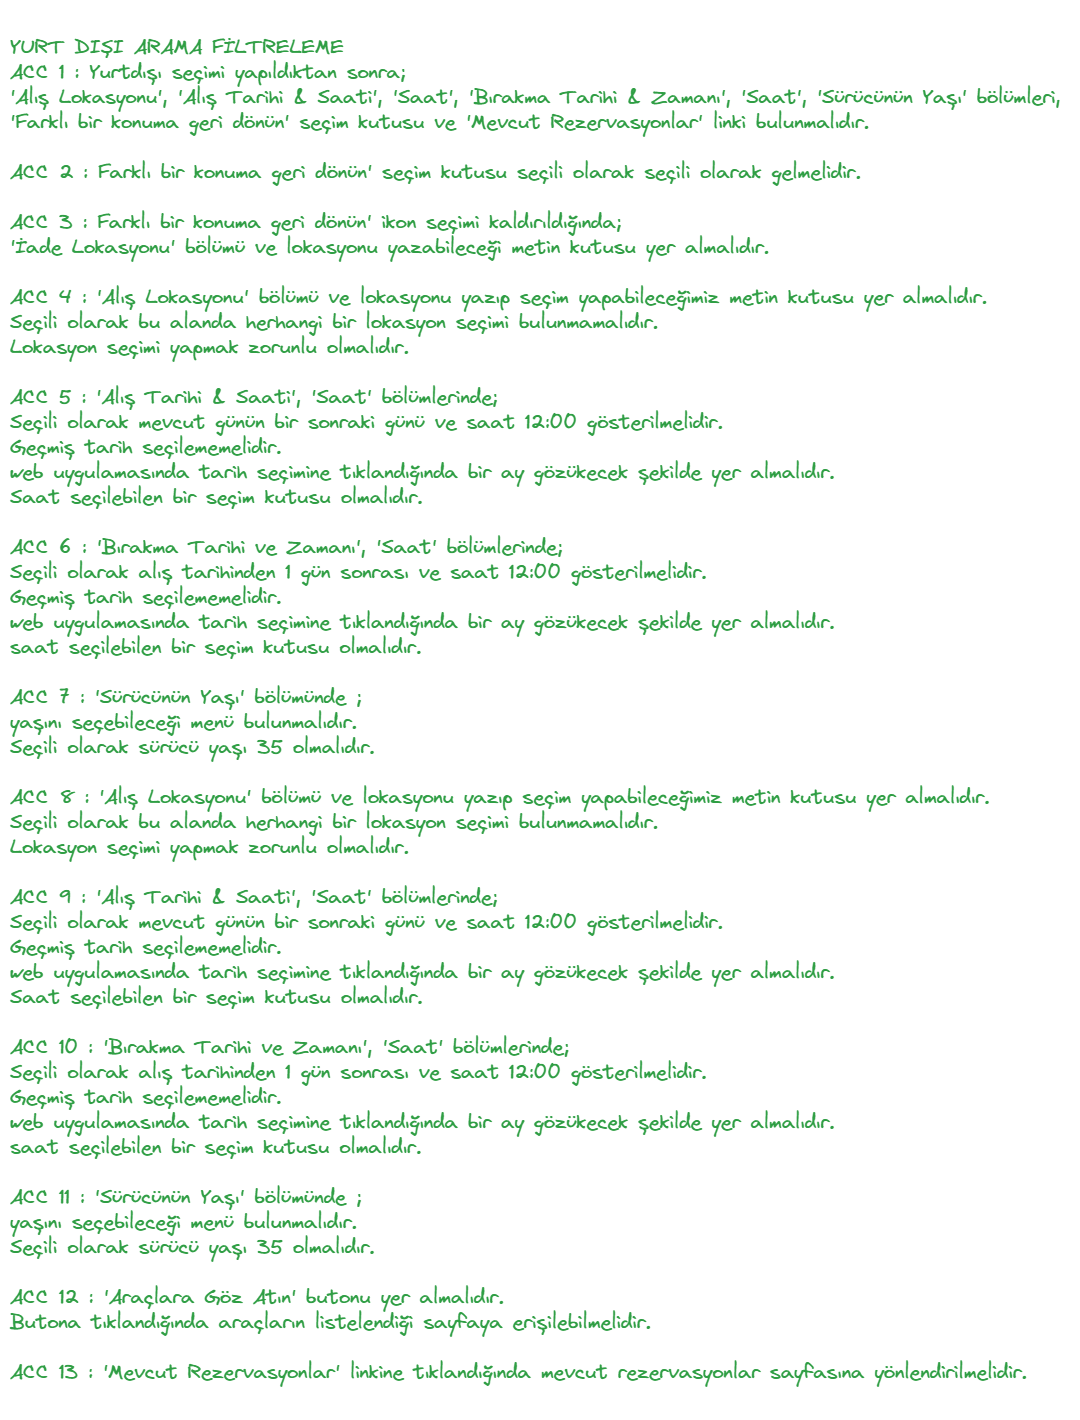 YURT DIŞI ARAMA FİLTRELEME
ACC 1 : Yurtdışı seçimi yapıldıktan sonra;
'Alış Lokasyonu', 'Alış Tarihi & Saati', 'Saat', 'Bırakma Tarihi & Zamanı', 'Saat', 'Sürücünün Yaşı' bölümleri,
'Farklı bir konuma geri dönün' seçim kutusu ve 'Mevcut Rezervasyonlar' linki bulunmalıdır.

ACC 2 : Farklı bir konuma geri dönün' seçim kutusu seçili olarak seçili olarak gelmelidir.

ACC 3 : Farklı bir konuma geri dönün' ikon seçimi kaldırıldığında;
'İade Lokasyonu' bölümü ve lokasyonu yazabileceği metin kutusu yer almalıdır.

ACC 4 : 'Alış Lokasyonu' bölümü ve lokasyonu yazıp seçim yapabileceğimiz metin kutusu yer almalıdır.
Seçili olarak bu alanda herhangi bir lokasyon seçimi bulunmamalıdır.
Lokasyon seçimi yapmak zorunlu olmalıdır.

ACC 5 : 'Alış Tarihi & Saati', 'Saat' bölümlerinde;
Seçili olarak mevcut günün bir sonraki günü ve saat 12:00 gösterilmelidir.
Geçmiş tarih seçilememelidir.
web uygulamasında tarih seçimine tıklandığında bir ay gözükecek şekilde yer almalıdır.
Saat seçilebilen bir seçim kutusu olmalıdır.

ACC 6 : 'Bırakma Tarihi ve Zamanı', 'Saat' bölümlerinde;
Seçili olarak alış tarihinden 1 gün sonrası ve saat 12:00 gösterilmelidir.
Geçmiş tarih seçilememelidir.
web uygulamasında tarih seçimine tıklandığında bir ay gözükecek şekilde yer almalıdır.
saat seçilebilen bir seçim kutusu olmalıdır.

ACC 7 : 'Sürücünün Yaşı' bölümünde ;
yaşını seçebileceği menü bulunmalıdır.
Seçili olarak sürücü yaşı 35 olmalıdır.

ACC 8 : 'Alış Lokasyonu' bölümü ve lokasyonu yazıp seçim yapabileceğimiz metin kutusu yer almalıdır.
Seçili olarak bu alanda herhangi bir lokasyon seçimi bulunmamalıdır.
Lokasyon seçimi yapmak zorunlu olmalıdır.

ACC 9 : 'Alış Tarihi & Saati', 'Saat' bölümlerinde;
Seçili olarak mevcut günün bir sonraki günü ve saat 12:00 gösterilmelidir.
Geçmiş tarih seçilememelidir.
web uygulamasında tarih seçimine tıklandığında bir ay gözükecek şekilde yer almalıdır.
Saat seçilebilen bir seçim kutusu olmalıdır.

ACC 10 : 'Bırakma Tarihi ve Zamanı', 'Saat' bölümlerinde;
Seçili olarak alış tarihinden 1 gün sonrası ve saat 12:00 gösterilmelidir.
Geçmiş tarih seçilememelidir.
web uygulamasında tarih seçimine tıklandığında bir ay gözükecek şekilde yer almalıdır.
saat seçilebilen bir seçim kutusu olmalıdır.

ACC 11 : 'Sürücünün Yaşı' bölümünde ;
yaşını seçebileceği menü bulunmalıdır.
Seçili olarak sürücü yaşı 35 olmalıdır.

ACC 12 : 'Araçlara Göz Atın' butonu yer almalıdır.
Butona tıklandığında araçların listelendiği sayfaya erişilebilmelidir.

ACC 13 : 'Mevcut Rezervasyonlar' linkine tıklandığında mevcut rezervasyonlar sayfasına yönlendirilmelidir.